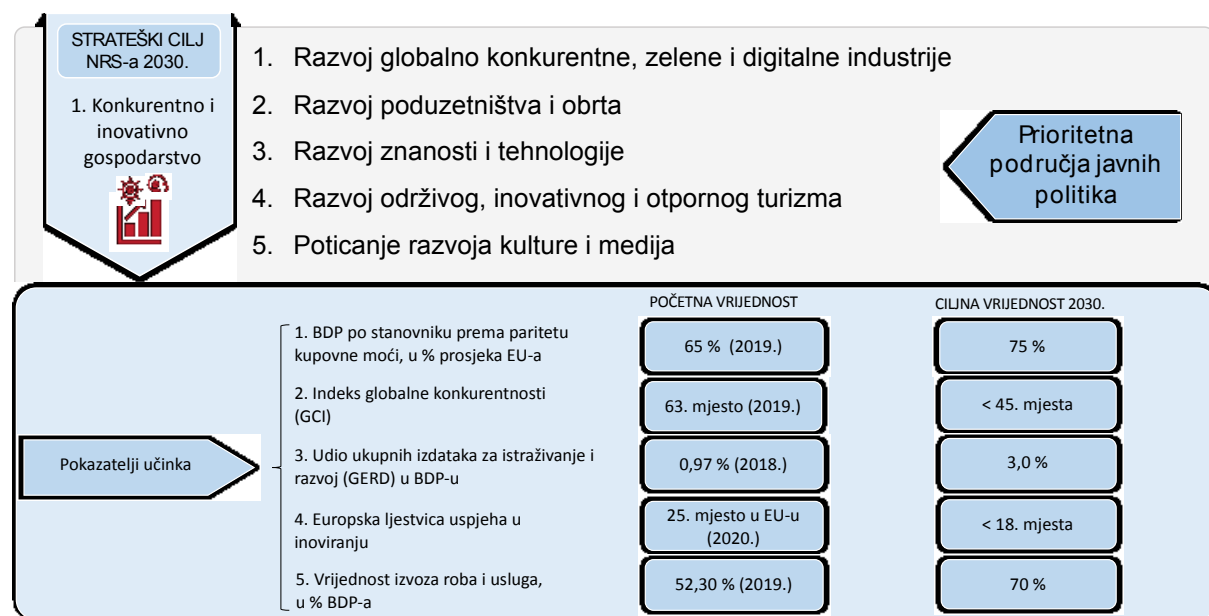 STRATEŠKI CILJ
NRS-a 2030.
1. Konkurentno i
inovativno
gospodarstvo
1. Razvoj globalno konkurentne, zelene i digitalne industrije
2. Razvoj poduzetništva i obrta
3. Razvoj znanosti i tehnologije
4. Razvoj održivog, inovativnog i otpornog turizma
5. Poticanje razvoja kulture i medija
Prioritetna
područja javnih
politika
POČETNA VRIJEDNOST
CILJNA VRIJEDNOST 2030.
Pokazatelji učinka
1. BDP po stanovniku prema paritetu
kupovne moći, u % prosjeka EU-a
65 % (2019.)
75 %
2. Indeks globalne konkurentnosti
(GCI)
63. mjesto (2019.)
< 45. mjesta
3. Udio ukupnih izdataka za istraživanje i
razvoj (GERD) u BDP-u
0,97 % (2018.)
3,0 %
4. Europska ljestvica uspjeha u
inoviranju
25. mjesto u EU-u
(2020.)
< 18. mjesta
5. Vrijednost izvoza roba i usluga,
u % BDP-a
52,30 % (2019.)
70 %